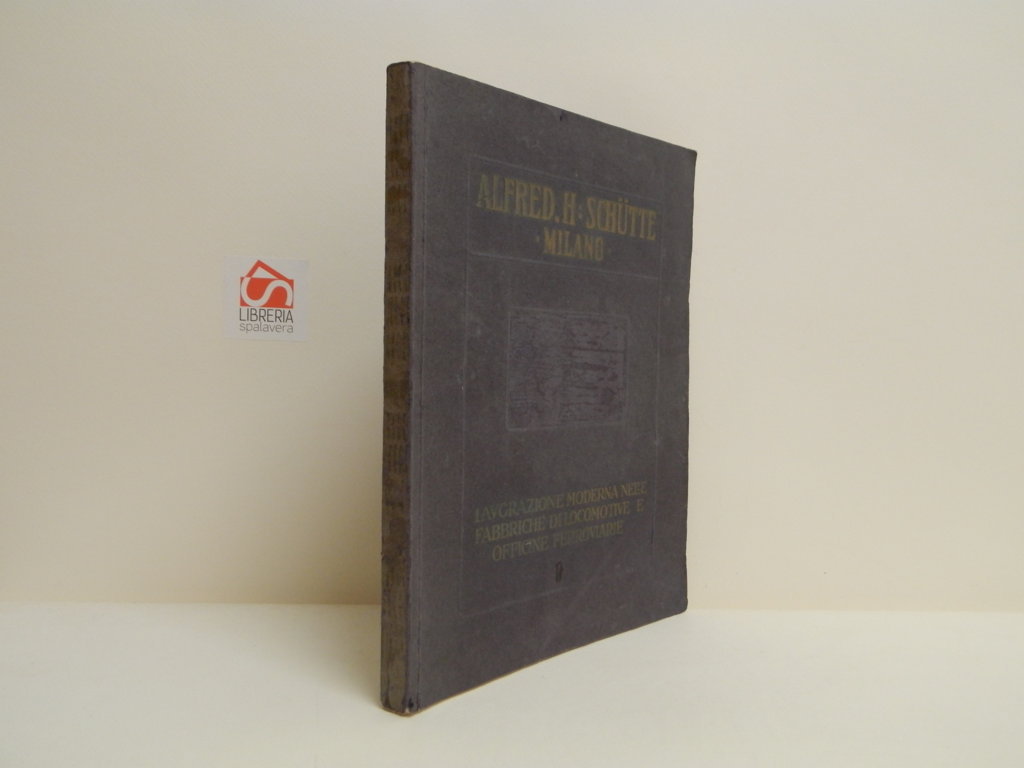 LIBRERIA
spalavera
ALFRED. H. SCHÜTTE
·MILANO
LAVORAZIONE MODERNA NELLE
FABBRICHE DI LOCOMOTIVE E
OFFICINE FERROVIARIE